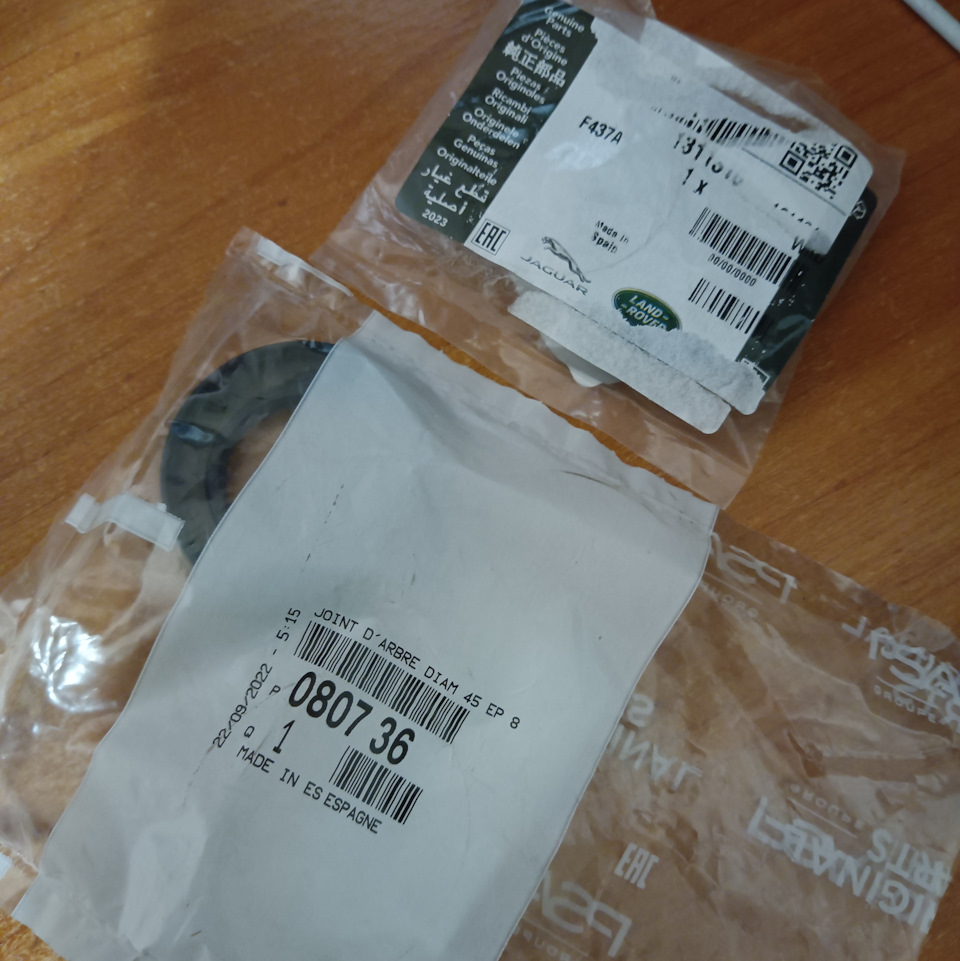 Genuine
Parts
Pièces
d'Origine
純正部品
Piezas
Originales
Ricambi
Originali
Originele
Onderdelen
Peças
Genuínas
Originalteile
قطع غيار
أصلية
2023
EAC
F437A
1 X
Made in
Spain
00/00/0000
JAGUAR
LAND-
-ROVER
JOINT D'ARBRE DIAM 45 EP 8
22/09/2022 - 5:15
P 0807 36
Q 1
MADE IN ES ESPAGNE
EAC